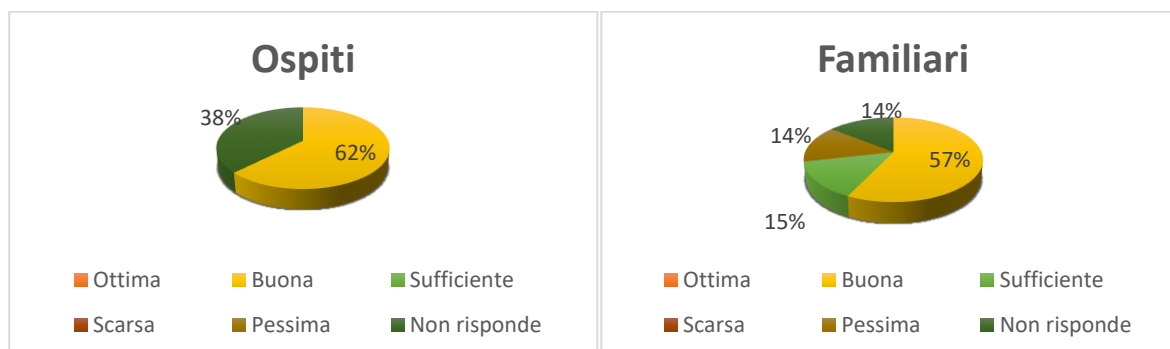 Ospiti
38%
62%
Ottima Buona Sufficiente
Scarsa Pessima Non risponde
Familiari
14%
14%
57%
15%
Ottima Buona Sufficiente
Scarsa Pessima Non risponde